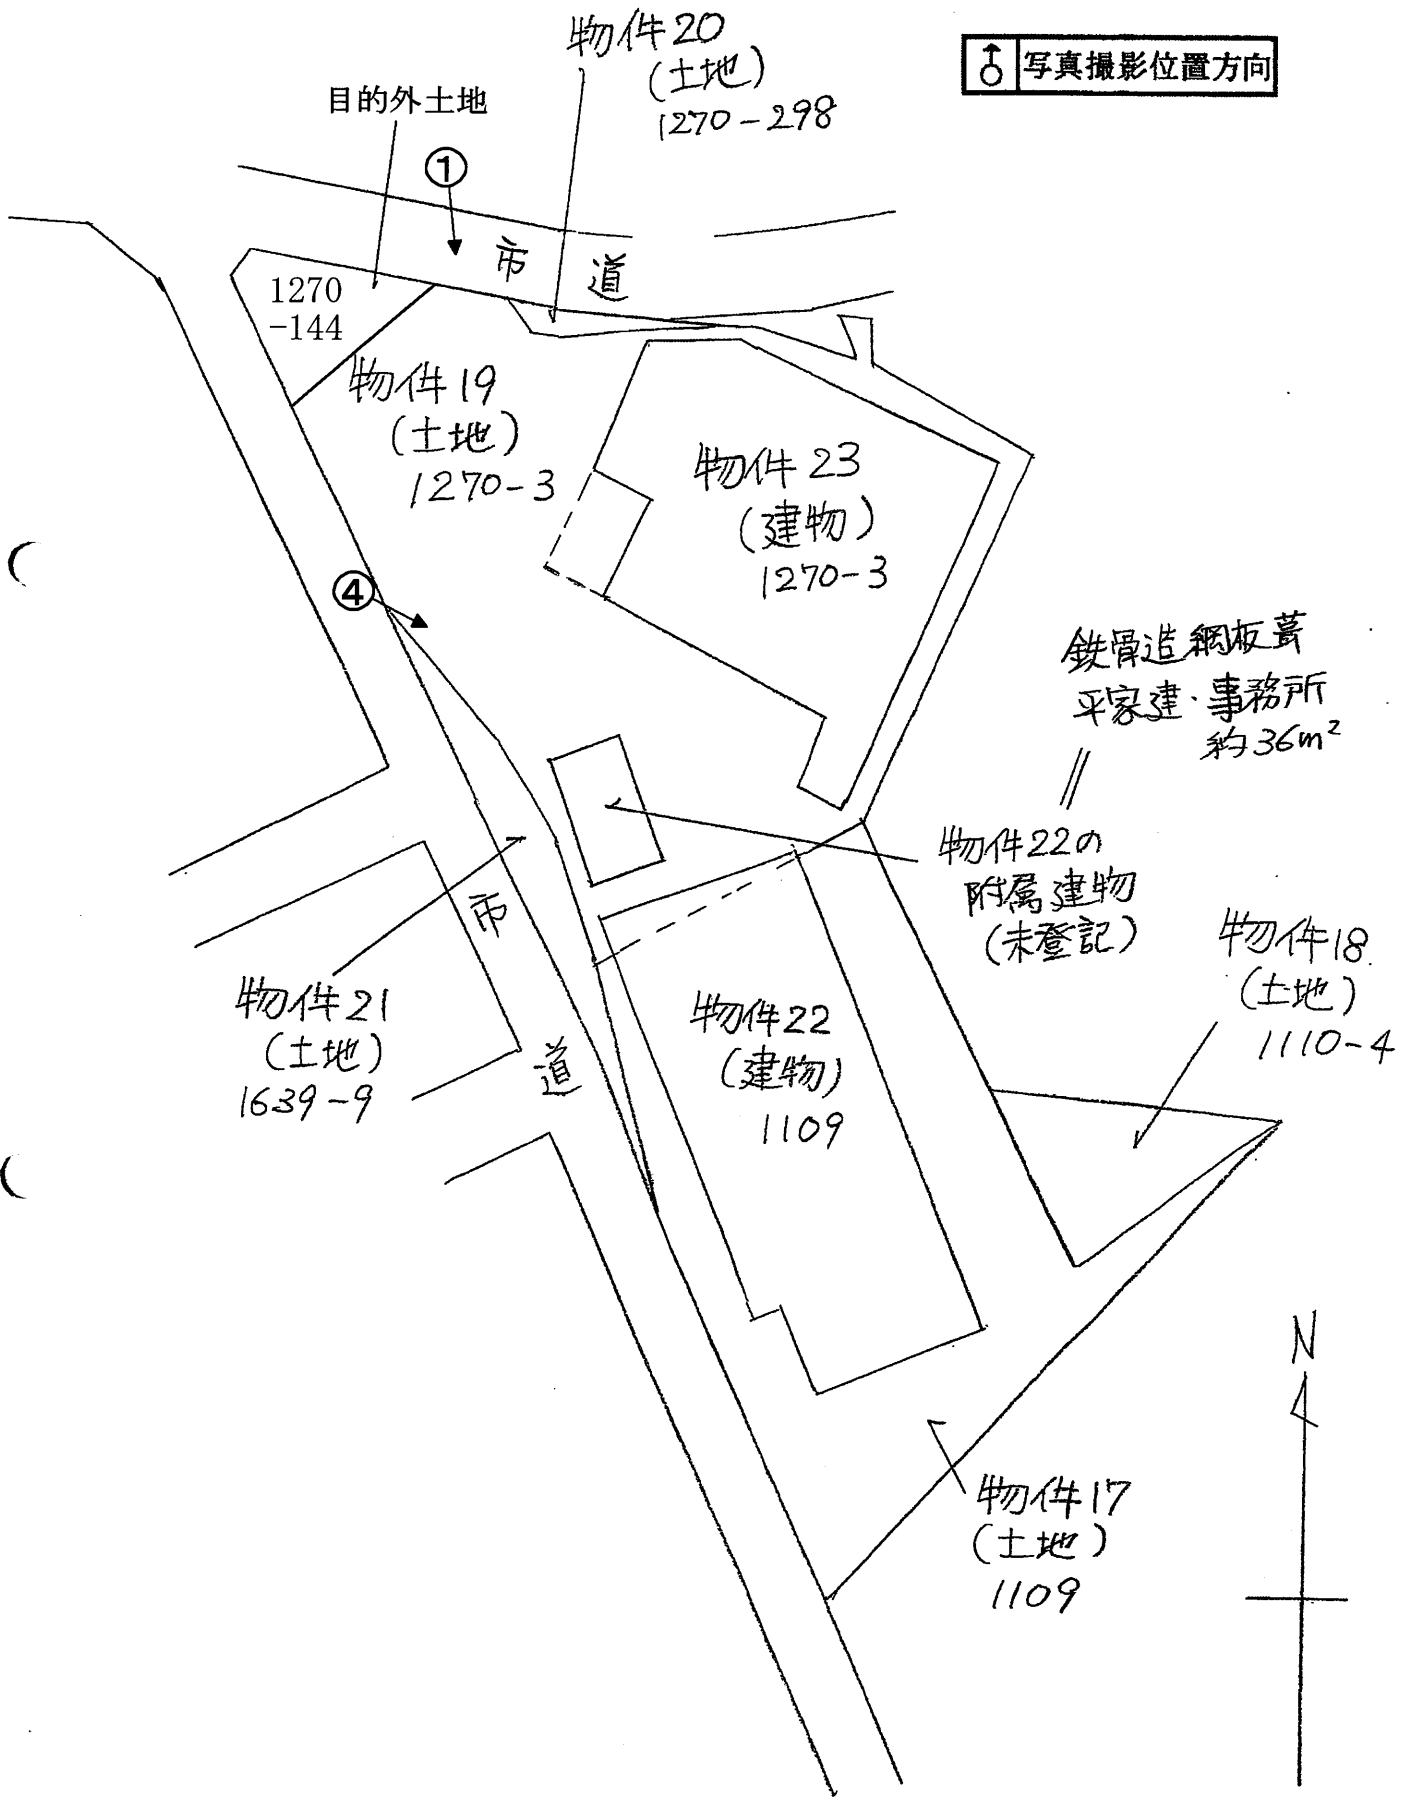 物件20
(土地)
1270-298
写真撮影位置方向
目的外土地
①
市道
1270
-144
物件19
(土地)
1270-3
物件23
(建物)
1270-3
④
鉄骨造鋼板葺
平家建・事務所
約36m²
物件22の
附属建物
(未登記)
物件18
(土地)
1110-4
市道
物件21
(土地)
1639-9
物件22
(建物)
1109
N
物件17
(土地)
1109